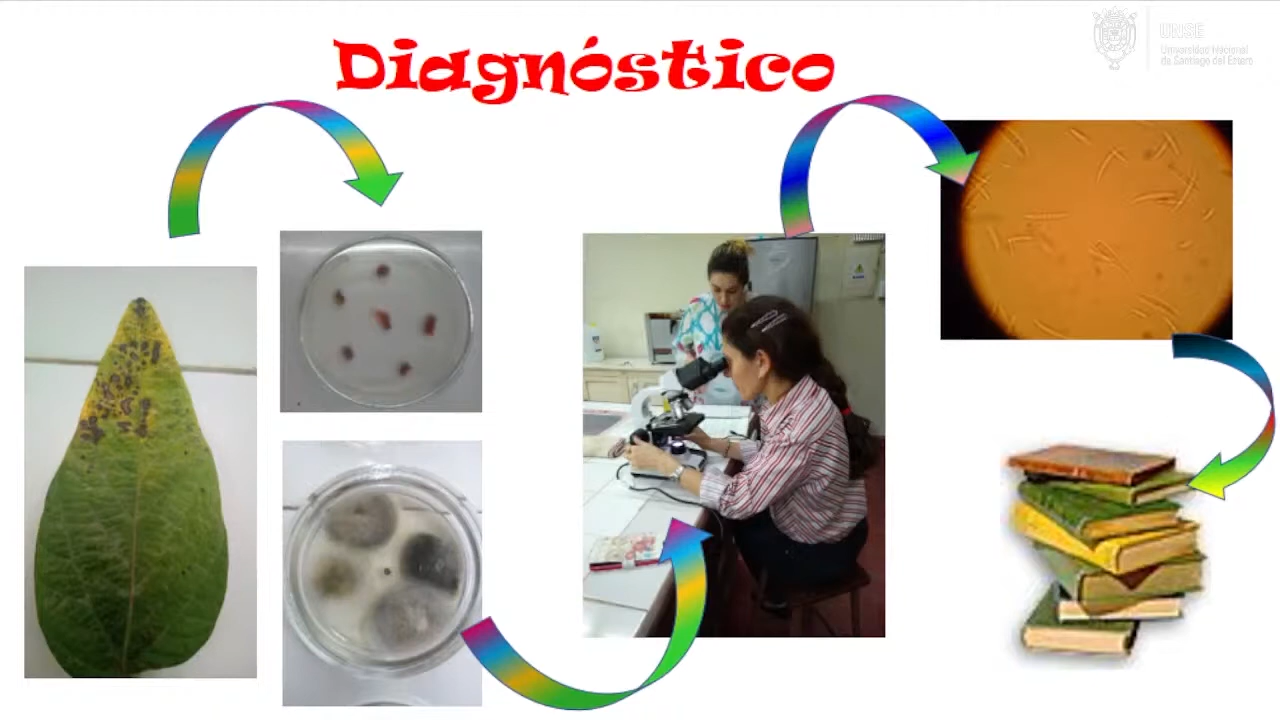 Diagnóstico
UNSE
Universidad Nacional
de Santiago del Estero